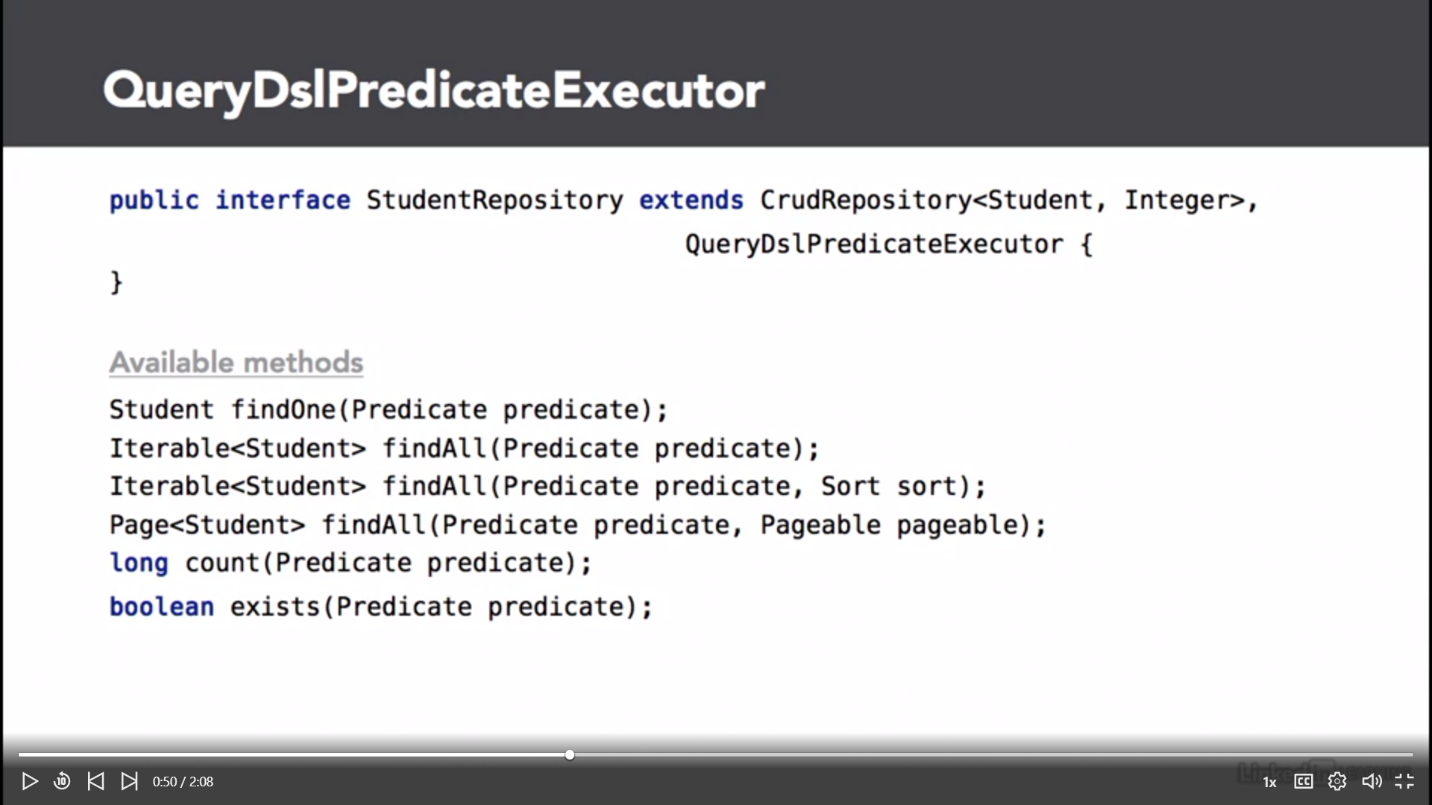 QueryDslPredicateExecutor
public interface StudentRepository extends CrudRepository<Student, Integer>,
QueryDslPredicateExecutor {
}
Available methods
Student findOne(Predicate predicate);
Iterable<Student> findAll(Predicate predicate);
Iterable<Student> findAll(Predicate predicate, Sort sort);
Page<Student> findAll(Predicate predicate, Pageable pageable);
long count(Predicate predicate);
boolean exists(Predicate predicate);
10 0:50 / 2:08 1x CC